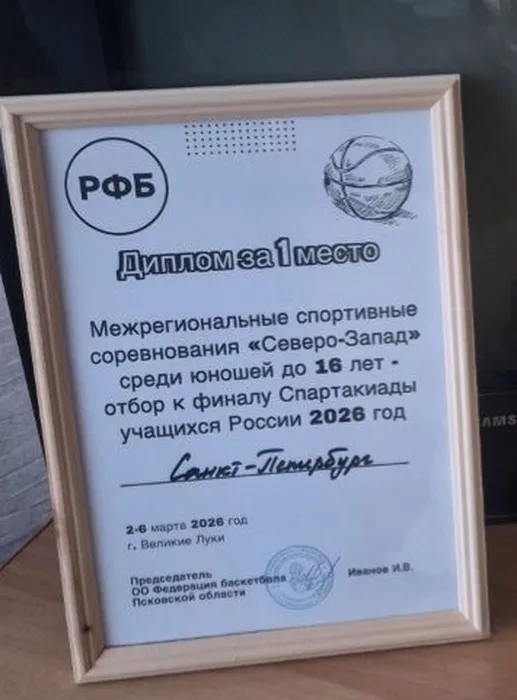 РФБ
Диплом за 1 место
Межрегиональные спортивные
соревнования «Северо-Запад»
среди юношей до 16 лет -
отбор к финалу Спартакиады
учащихся России 2026 год
Санкт-Петербург
2-6 марта 2026 год
г. Великие Луки
Председатель
ОО Федерация баскетбола
Псковской области
Иванов И.В.
AMS